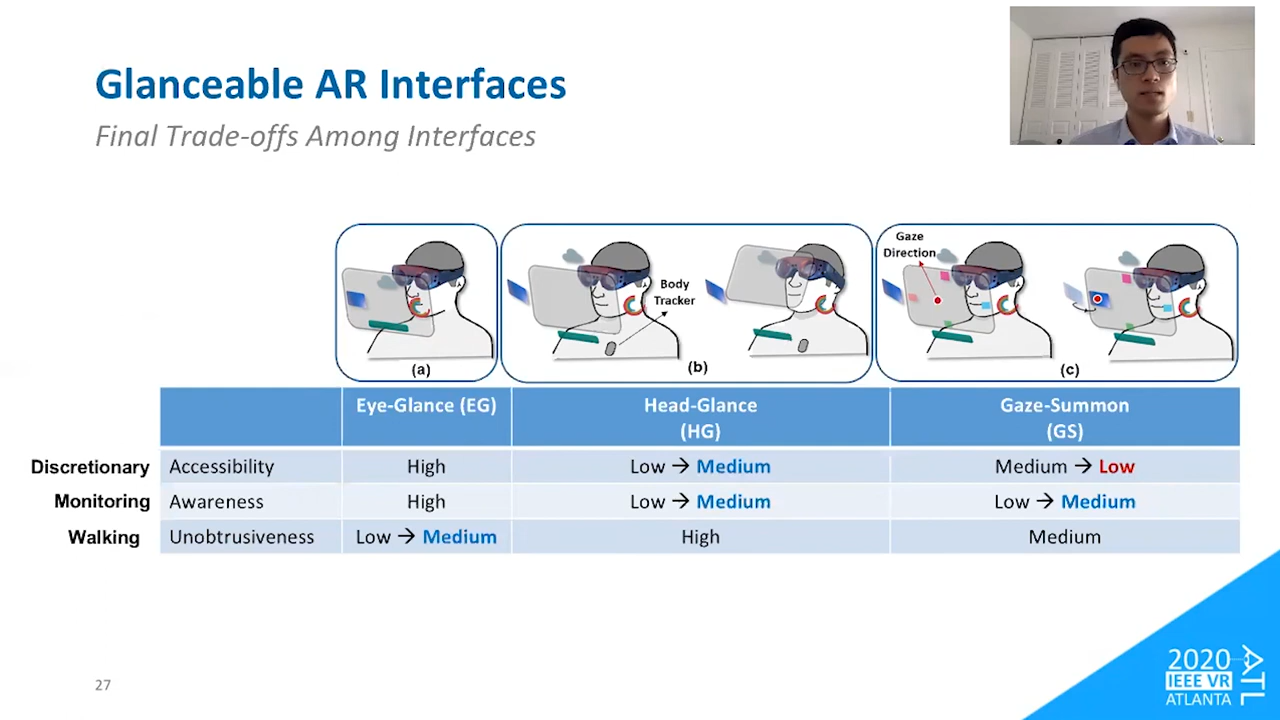 Glanceable AR Interfaces
Final Trade-offs Among Interfaces
Body
Tracker
Gaze
Direction
(a)
(b)
(c)
Eye-Glance (EG)
Head-Glance
(HG)
Gaze-Summon
(GS)
Discretionary Accessibility High Low → Medium Medium → Low
Monitoring Awareness High Low → Medium Low → Medium
Walking Unobtrusiveness Low → Medium High Medium
27
2020
IEEE VR
ATLANTA
ATL